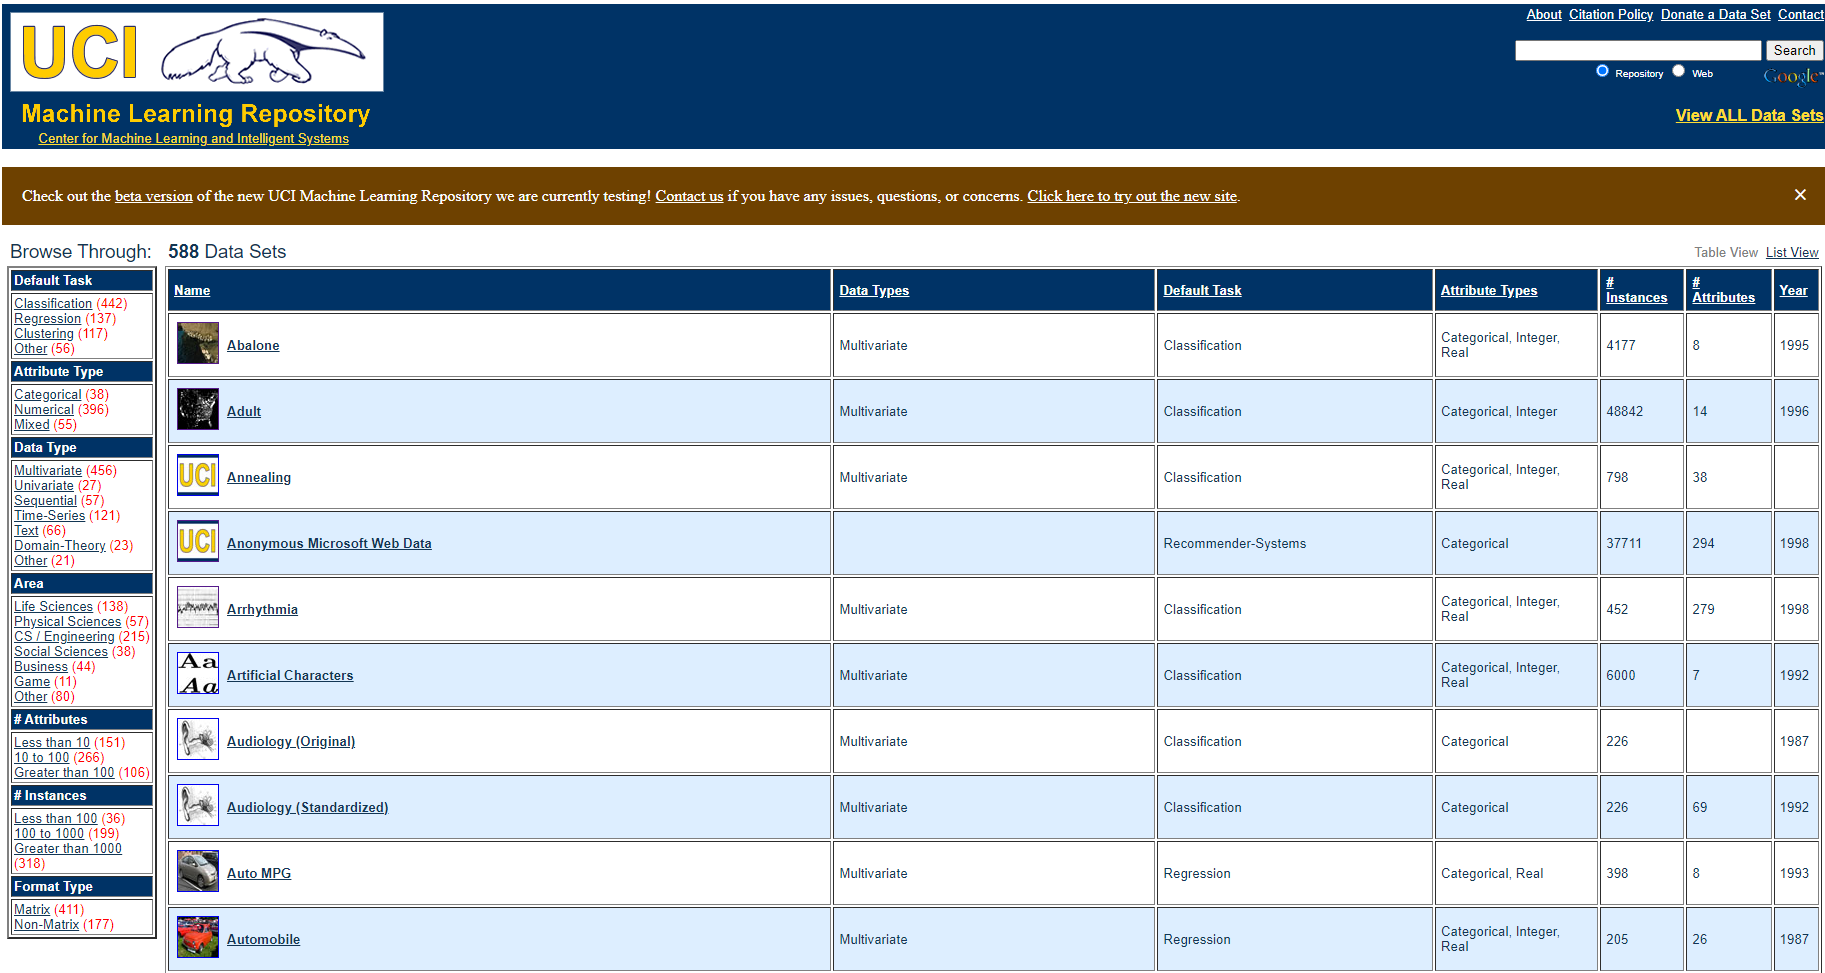 UCI
Machine Learning Repository
Center for Machine Learning and Intelligent Systems
About Citation Policy Donate a Data Set Contact
Search
Repository Web Google™
View ALL Data Sets
Check out the beta version of the new UCI Machine Learning Repository we are currently testing! Contact us if you have any issues, questions, or concerns. Click here to try out the new site.
×
Browse Through:
Default Task
Classification (442)
Regression (137)
Clustering (117)
Other (56)
Attribute Type
Categorical (38)
Numerical (396)
Mixed (55)
Data Type
Multivariate (456)
Univariate (27)
Sequential (57)
Time-Series (121)
Text (66)
Domain-Theory (23)
Other (21)
Area
Life Sciences (138)
Physical Sciences (57)
CS / Engineering (215)
Social Sciences (38)
Business (44)
Game (11)
Other (80)
# Attributes
Less than 10 (151)
10 to 100 (266)
Greater than 100 (106)
# Instances
Less than 100 (36)
100 to 1000 (199)
Greater than 1000
(318)
Format Type
Matrix (411)
Non-Matrix (177)
588 Data Sets
Table View List View
Name Data Types Default Task Attribute Types # Instances # Attributes Year
Abalone Multivariate Classification Categorical, Integer, Real 4177 8 1995
Adult Multivariate Classification Categorical, Integer 48842 14 1996
UCI Annealing Multivariate Classification Categorical, Integer, Real 798 38
UCI Anonymous Microsoft Web Data Recommender-Systems Categorical 37711 294 1998
Arrhythmia Multivariate Classification Categorical, Integer, Real 452 279 1998
Aa Aa Artificial Characters Multivariate Classification Categorical, Integer, Real 6000 7 1992
Audiology (Original) Multivariate Classification Categorical 226 1987
Audiology (Standardized) Multivariate Classification Categorical 226 69 1992
Auto MPG Multivariate Regression Categorical, Real 398 8 1993
Automobile Multivariate Regression Categorical, Integer, Real 205 26 1987